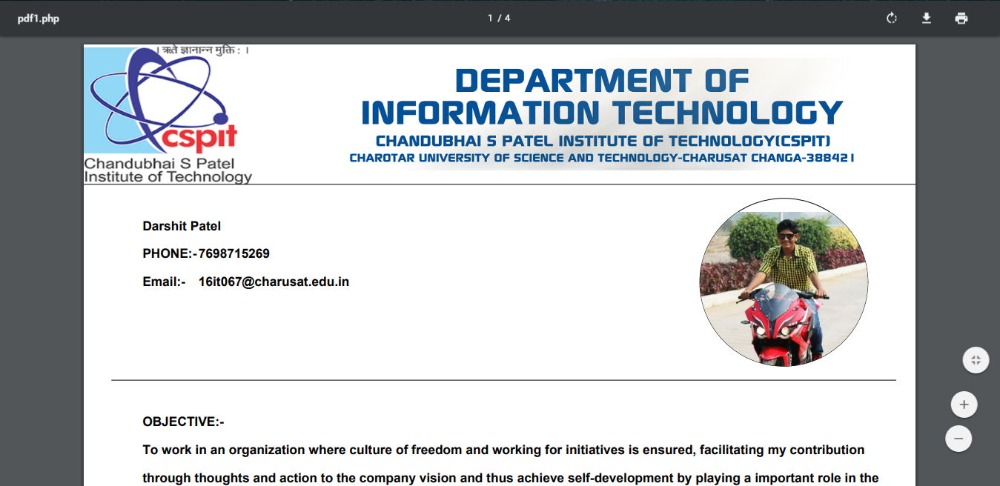 pdf1.php
1 / 4
। ऋते ज्ञानान्न मुक्ति : ।
cspit
Chandubhai S Patel
Institute of Technology
DEPARTMENT OF
INFORMATION TECHNOLOGY
CHANDUBHAI S PATEL INSTITUTE OF TECHNOLOGY(CSPIT)
CHAROTAR UNIVERSITY OF SCIENCE AND TECHNOLOGY-CHARUSAT CHANGA-388421
Darshit Patel
PHONE:-7698715269
Email:- 16it067@charusat.edu.in
OBJECTIVE:-
To work in an organization where culture of freedom and working for initiatives is ensured, facilitating my contribution
through thoughts and action to the company vision and thus achieve self-development by playing a important role in the